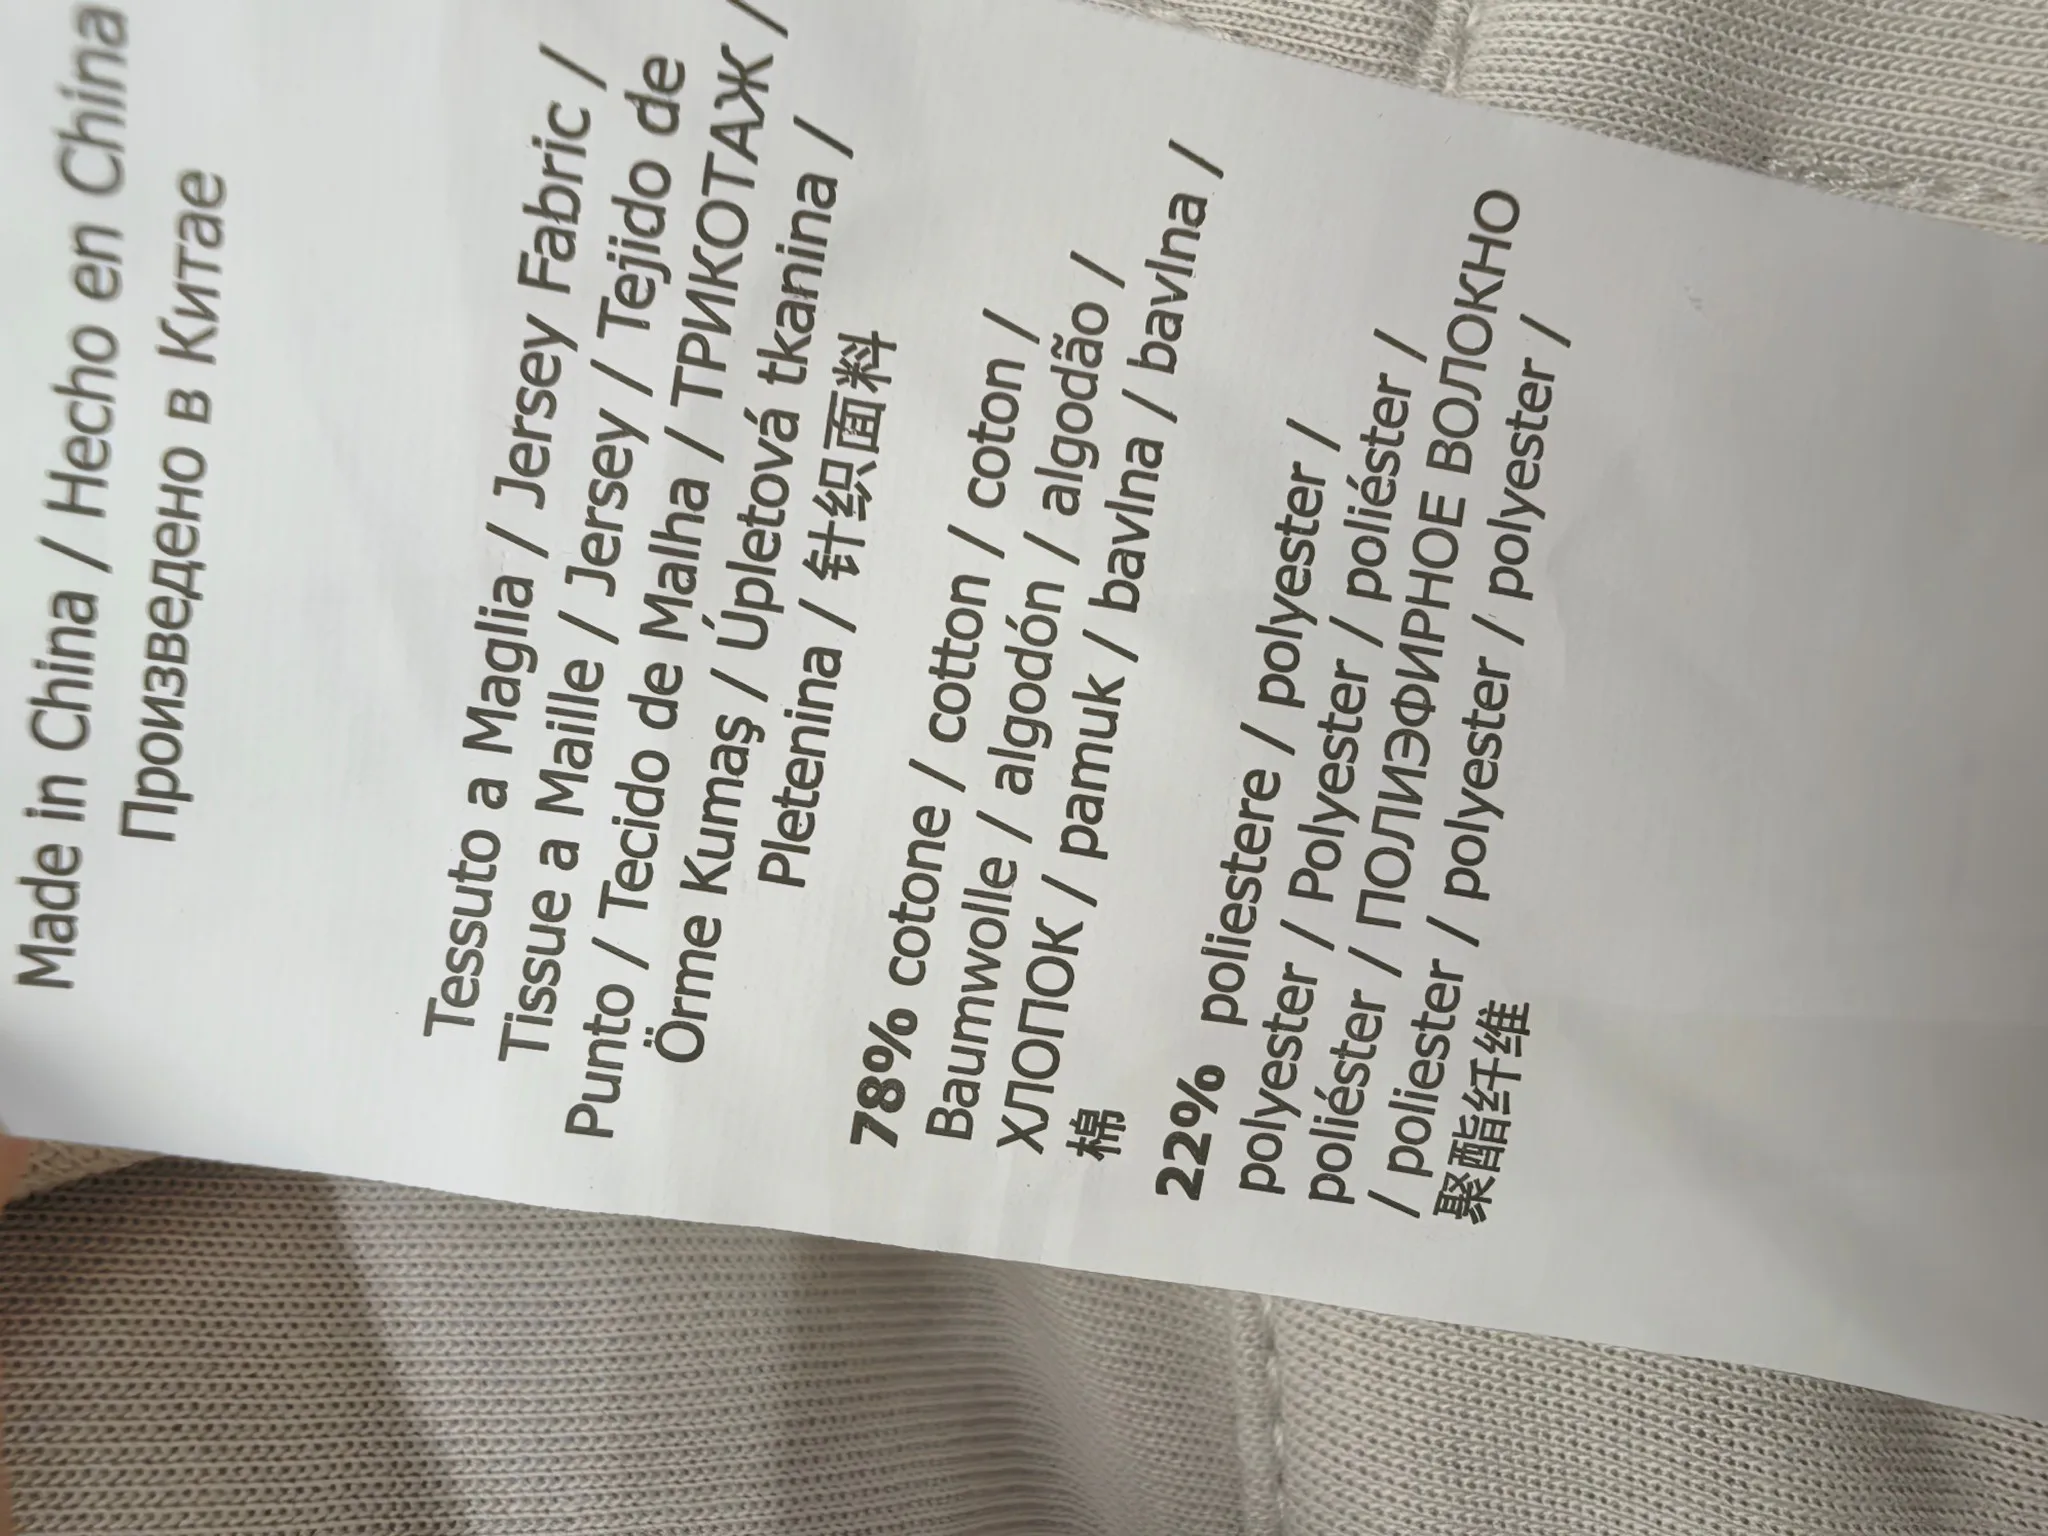 Made in China / Hecho en China
Произведено в Китае
Tessuto a Maglia / Jersey Fabric /
Tissue a Maille / Jersey / Tejido de
Punto / Tecido de Malha / ТРИКОТАЖ /
Örme Kumaş / Úpletová tkanina /
Pletenina / 针织面料
78% cotone / cotton / coton /
Baumwolle / algodón / algodão /
ХЛОПОК / pamuk / bavlna / bavlna /
棉
22% poliestere / polyester /
polyester / Polyester / poliéster /
poliéster / ПОЛИЭФИРНОЕ ВОЛОКНО
/ poliester / polyester / polyester /
聚酯纤维